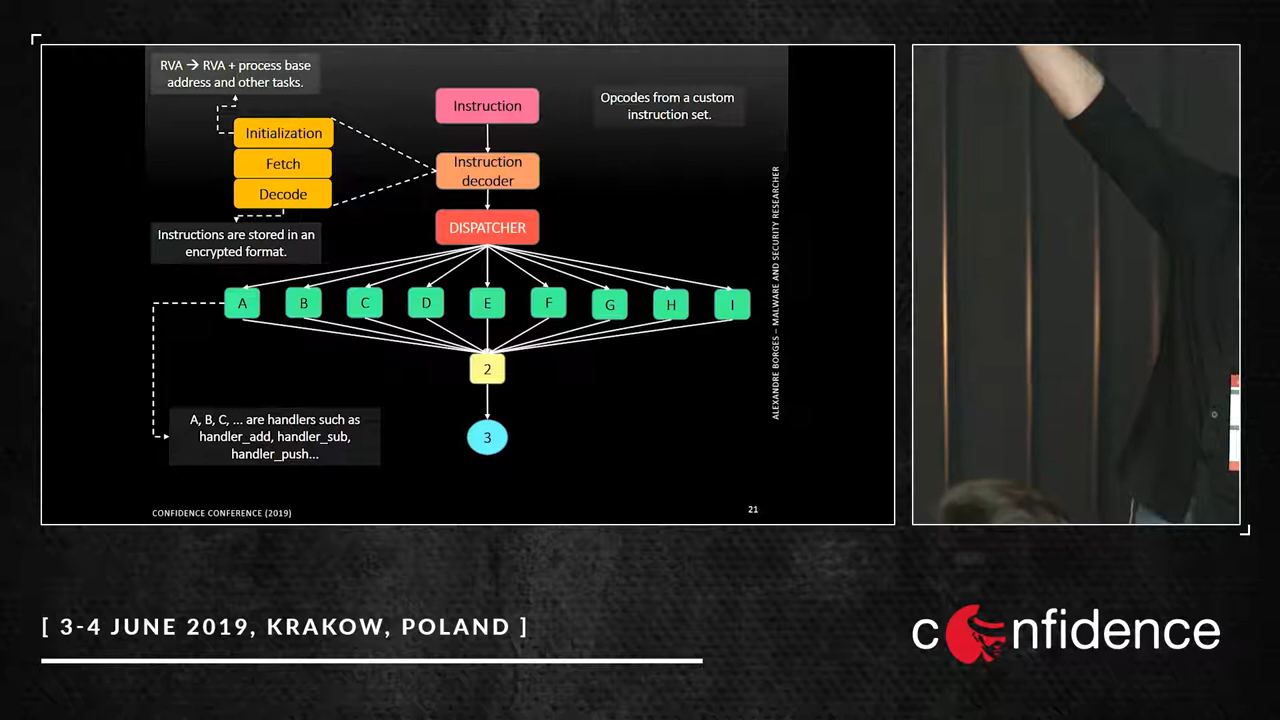 RVA → RVA + process base
address and other tasks.
Initialization
Fetch
Decode
Instructions are stored in an
encrypted format.
Instruction
Instruction
decoder
DISPATCHER
Opcodes from a custom
instruction set.
A
B
C
D
E
F
G
H
I
2
3
A, B, C, ... are handlers such as
handler_add, handler_sub,
handler_push...
ALEXANDRE BORGES – MALWARE AND SECURITY RESEARCHER
CONFIDENCE CONFERENCE (2019)
21
[ 3-4 JUNE 2019, KRAKOW, POLAND ]
confidence